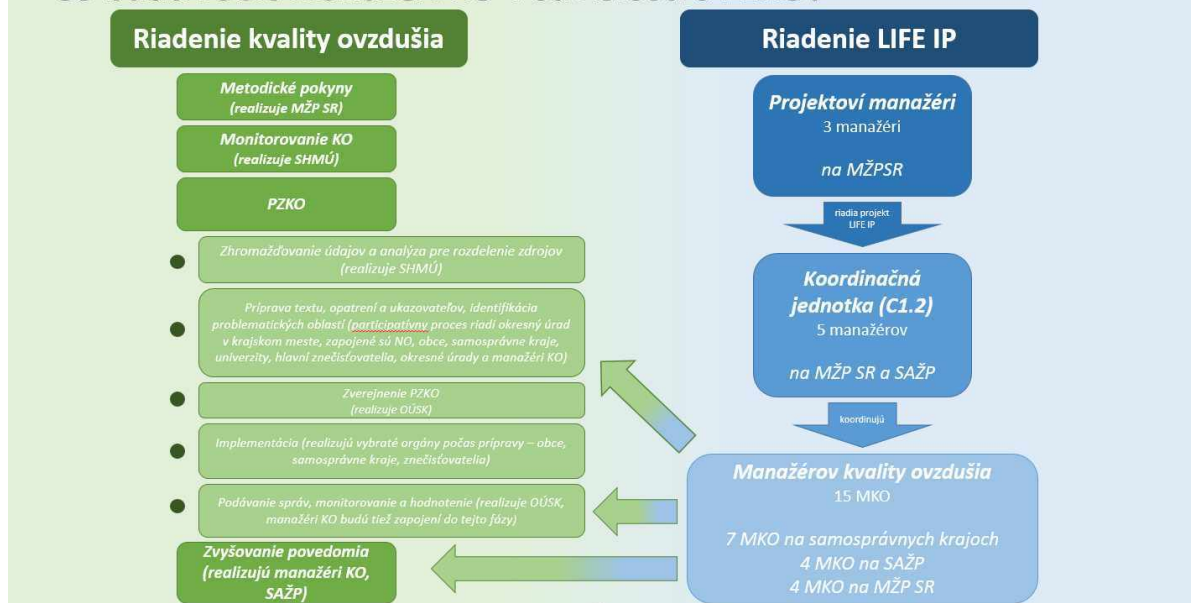 Riadenie kvality ovzdušia
Metodické pokyny
(realizuje MŽP SR)
Monitorovanie KO
(realizuje SHMÚ)
PZKO
Zhromažďovanie údajov a analýza pre rozdelenie zdrojov
(realizuje SHMÚ)
Príprava textu, opatrení a ukazovateľov, identifikácia
problematických oblastí (participatívny proces riadi okresný úrad
v krajskom meste, zapojené sú NO, obce, samosprávne kraje,
univerzity, hlavní znečisťovatelia, okresné úrady a manažéri KO)
Zverejnenie PZKO
(realizuje OÚSK)
Implementácia (realizujú vybraté orgány počas prípravy – obce,
samosprávne kraje, znečisťovatelia)
Podávanie správ, monitorovanie a hodnotenie (realizuje OÚSK,
manažéri KO budú tiež zapojení do tejto fázy)
Zvyšovanie povedomia
(realizujú manažéri KO,
SAŽP)
Riadenie LIFE IP
Projektoví manažéri
3 manažéri
na MŽPSR
riadia projekt
LIFE IP
Koordinačná
jednotka (C1.2)
5 manažérov
na MŽP SR a SAŽP
koordinujú
Manažérov kvality ovzdušia
15 MKO
7 MKO na samosprávnych krajoch
4 MKO na SAŽP
4 MKO na MŽP SR